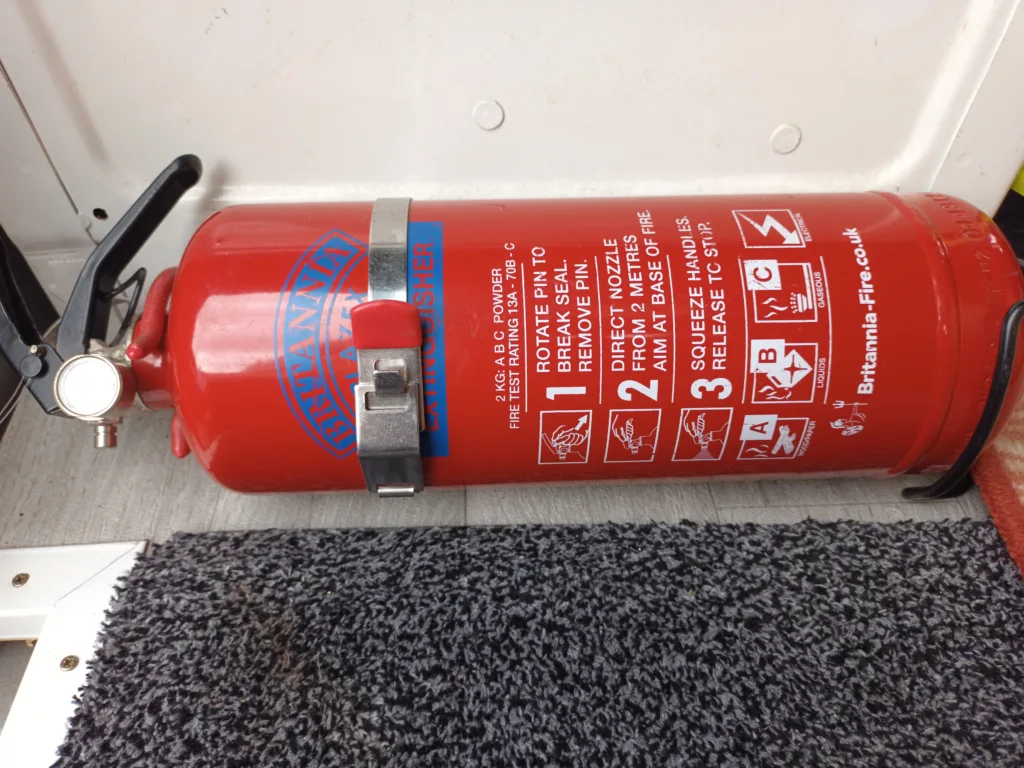 BRITANNIA
EXTINGUISHER
2 KG: A B C POWDER
FIRE TEST RATING 13A - 70B - C
1 ROTATE PIN TO
BREAK SEAL.
REMOVE PIN.
2 DIRECT NOZZLE
FROM 2 METRES
AIM AT BASE OF FIRE.
3 SQUEEZE HANDLES.
RELEASE TO STOP.
A
WOOD/PAPER
B
LIQUIDS
C
GASEOUS
ELECTRICAL
Britannia-Fire.co.uk